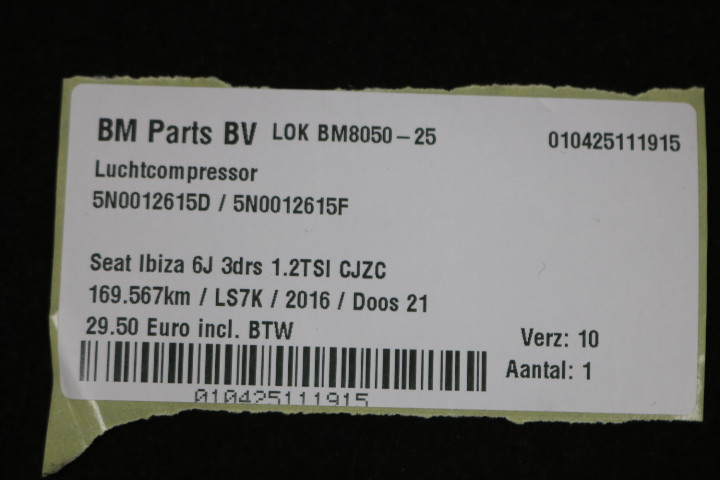 BM Parts BV LOK BM8050-25 010425111915
Luchtcompressor
5N0012615D / 5N0012615F
Seat Ibiza 6J 3drs 1.2TSI CJZC
169.567km / LS7K / 2016 / Doos 21
29.50 Euro incl. BTW
Verz: 10
Aantal: 1
010425111915